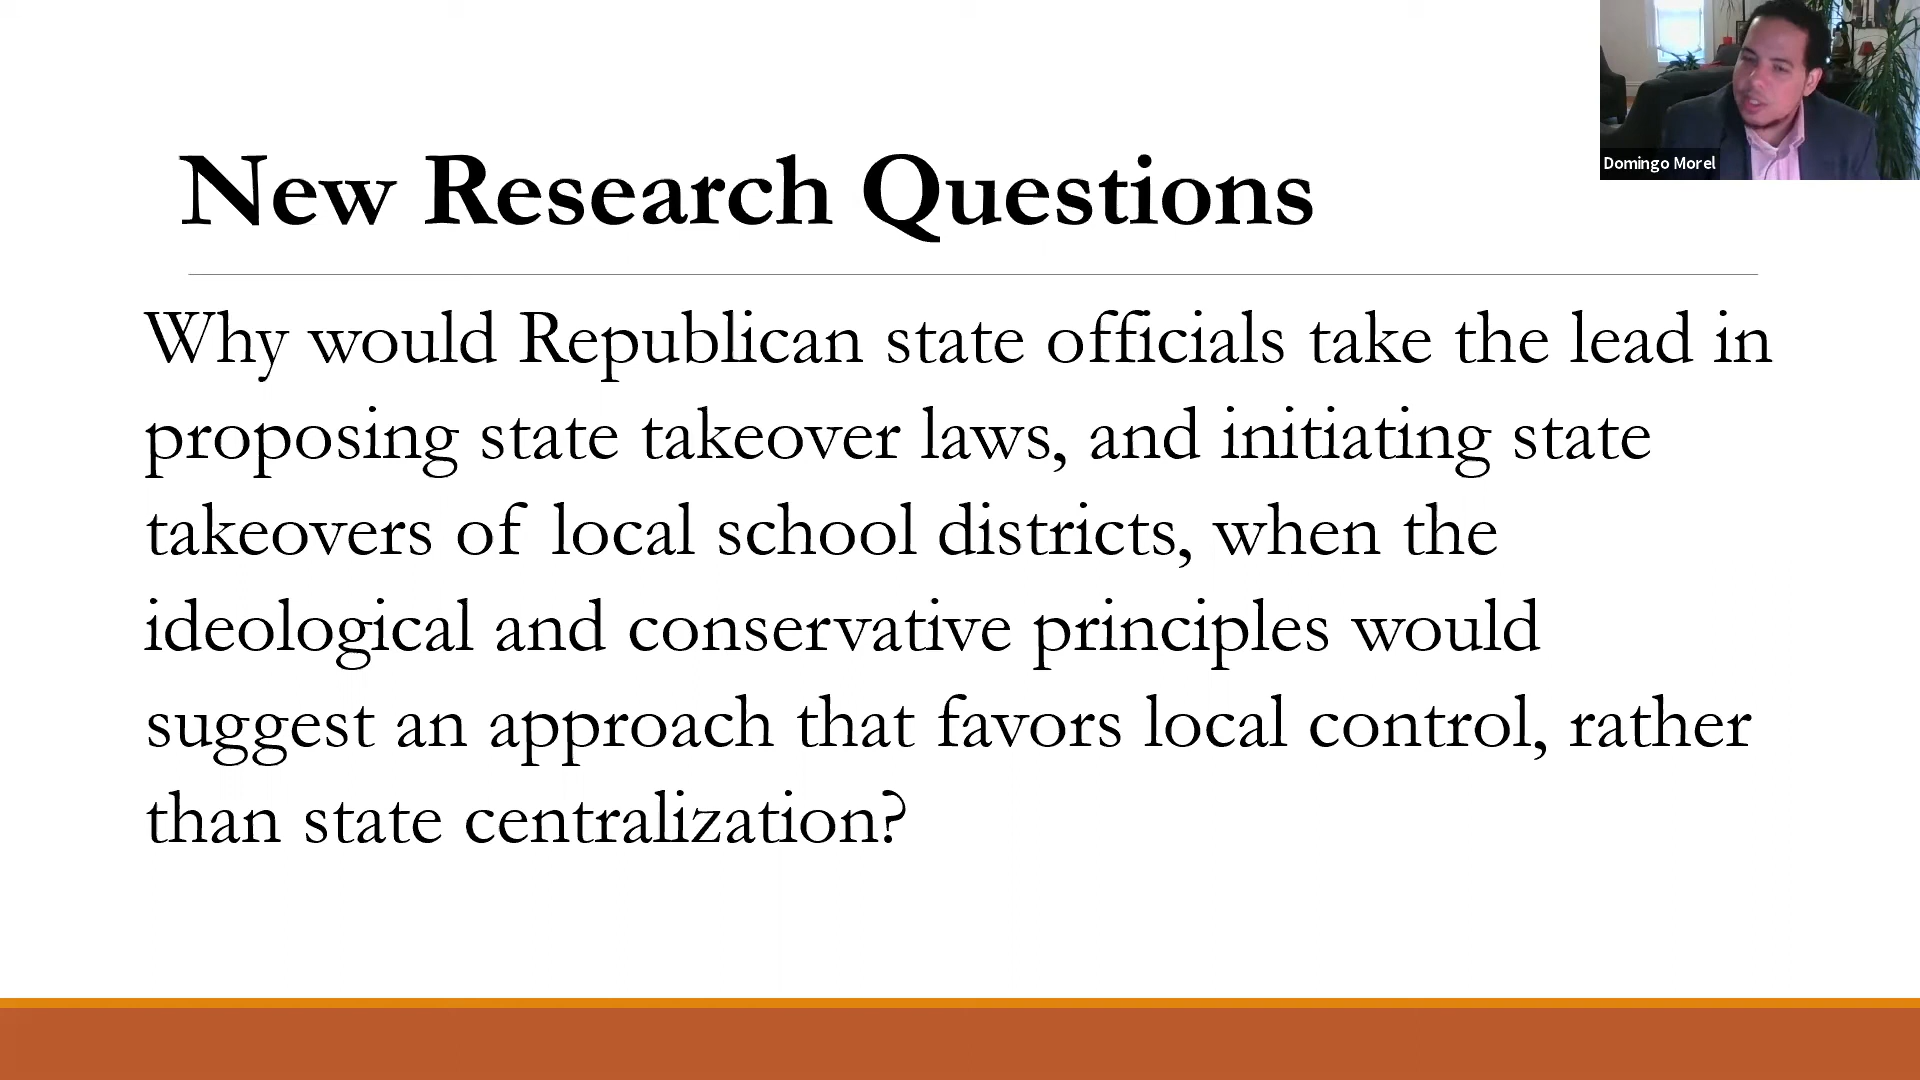 New Research Questions
Domingo Morel
Why would Republican state officials take the lead in
proposing state takeover laws, and initiating state
takeovers of local school districts, when the
ideological and conservative principles would
suggest an approach that favors local control, rather
than state centralization?